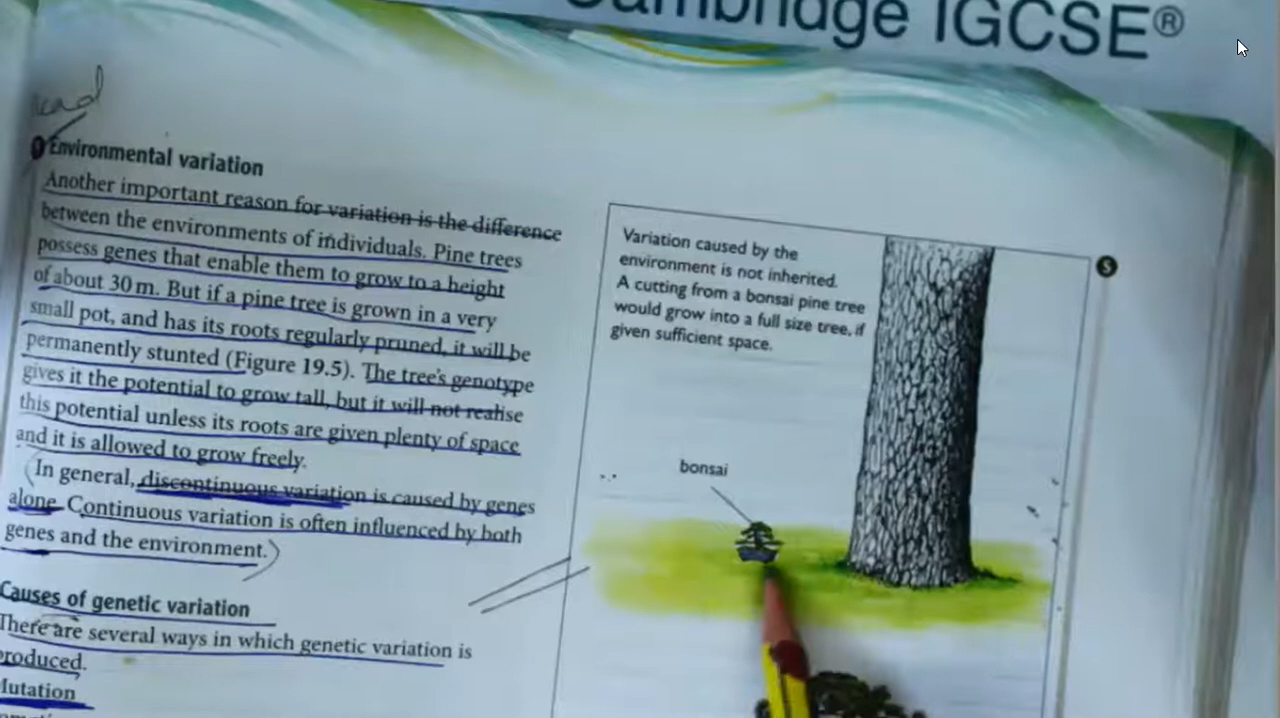 Cambridge IGCSE®
read
Environmental variation
Another important reason for variation is the difference
between the environments of individuals. Pine trees
possess genes that enable them to grow to a height
of about 30 m. But if a pine tree is grown in a very
small pot, and has its roots regularly pruned, it will be
permanently stunted (Figure 19.5). The tree's genotype
gives it the potential to grow tall, but it will not realise
this potential unless its roots are given plenty of space
and it is allowed to grow freely.
In general, discontinuous variation is caused by genes
alone. Continuous variation is often influenced by both
genes and the environment.
Causes of genetic variation
There are several ways in which genetic variation is
produced.
Mutation
Variation caused by the
environment is not inherited.
A cutting from a bonsai pine tree
would grow into a full size tree, if
given sufficient space.
S
bonsai